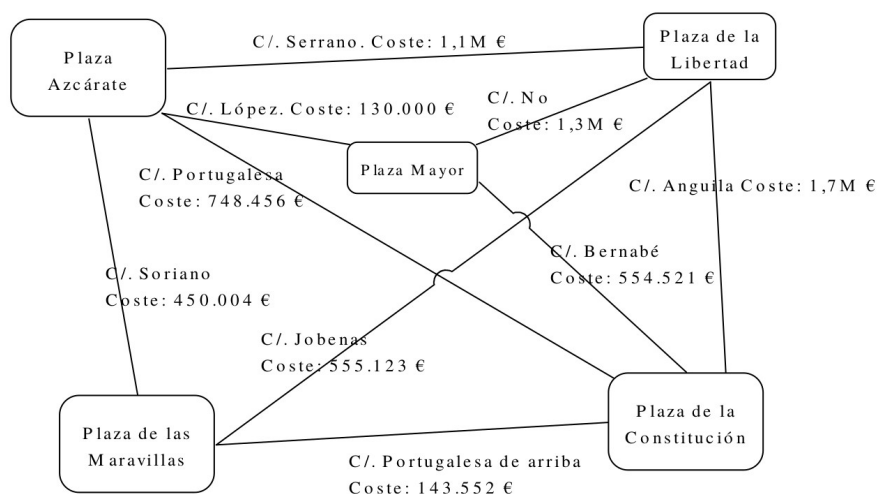 Plaza
Azcárate
C/. Serrano. Coste: 1,1M €
Plaza de la
Libertad
C/. López. Coste: 130.000 €
C/. No
Coste: 1,3M €
Plaza Mayor
C/. Portugalesa
Coste: 748.456 €
C/. Anguila Coste: 1,7M €
C/. Bernabé
Coste: 554.521 €
C/. Soriano
Coste: 450.004 €
C/. Jobenas
Coste: 555.123 €
Plaza de las
Maravillas
Plaza de la
Constitución
C/. Portugalesa de arriba
Coste: 143.552 €